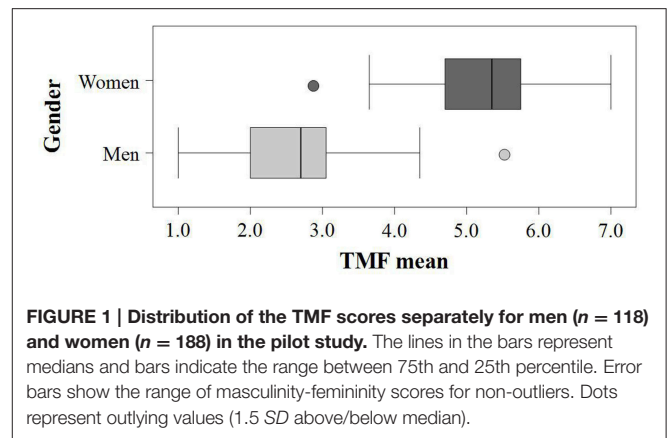 Gender
Women
Men
1.0 2.0 3.0 4.0 5.0 6.0 7.0
TMF mean
FIGURE 1 | Distribution of the TMF scores separately for men (n = 118)
and women (n = 188) in the pilot study. The lines in the bars represent
medians and bars indicate the range between 75th and 25th percentile. Error
bars show the range of masculinity-femininity scores for non-outliers. Dots
represent outlying values (1.5 SD above/below median).